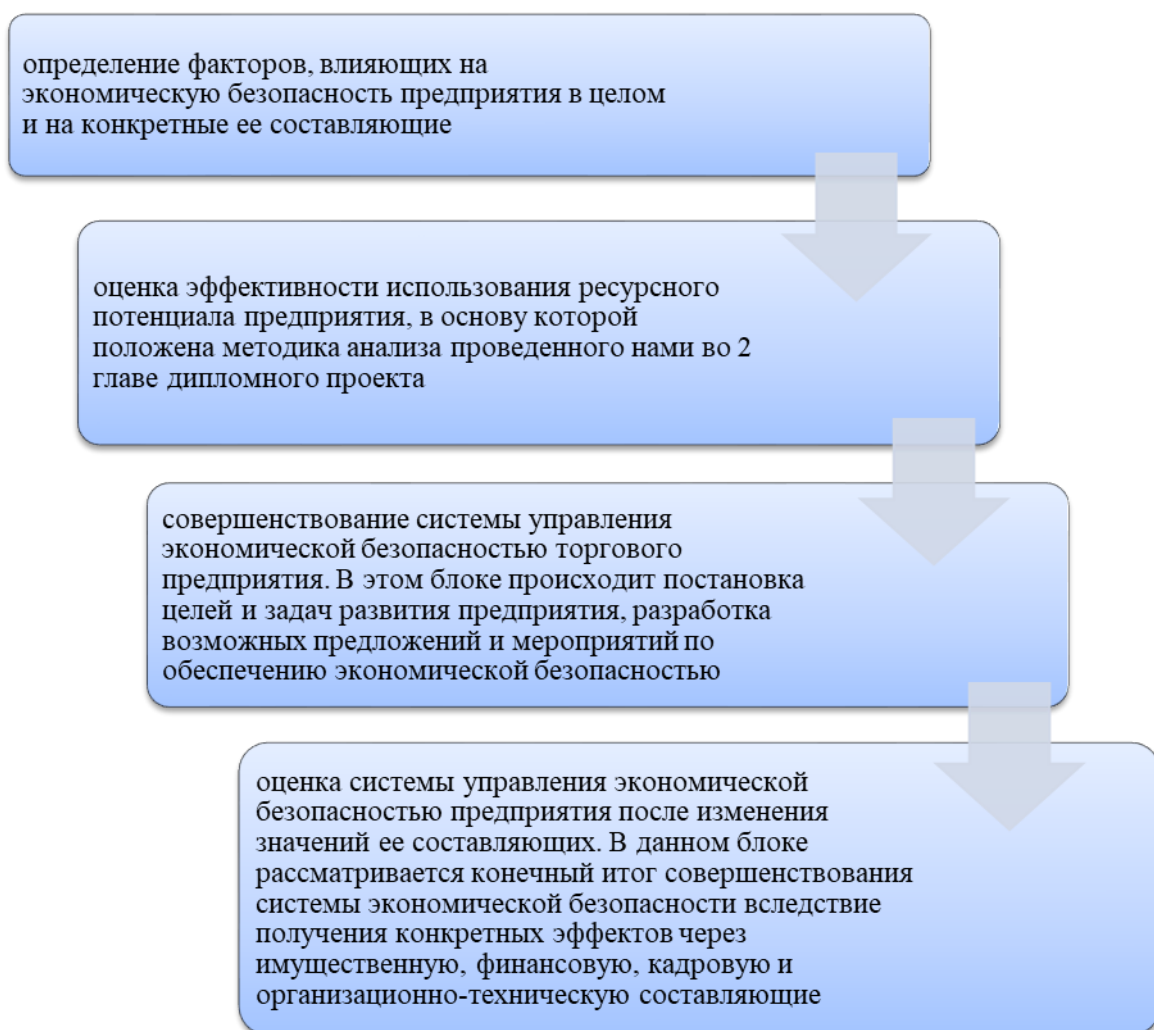 определение факторов, влияющих на
экономическую безопасность предприятия в целом
и на конкретные ее составляющие
оценка эффективности использования ресурсного
потенциала предприятия, в основу которой
положена методика анализа проведенного нами во 2
главе дипломного проекта
совершенствование системы управления
экономической безопасностью торгового
предприятия. В этом блоке происходит постановка
целей и задач развития предприятия, разработка
возможных предложений и мероприятий по
обеспечению экономической безопасностью
оценка системы управления экономической
безопасностью предприятия после изменения
значений ее составляющих. В данном блоке
рассматривается конечный итог совершенствования
системы экономической безопасности вследствие
получения конкретных эффектов через
имущественную, финансовую, кадровую и
организационно-техническую составляющие